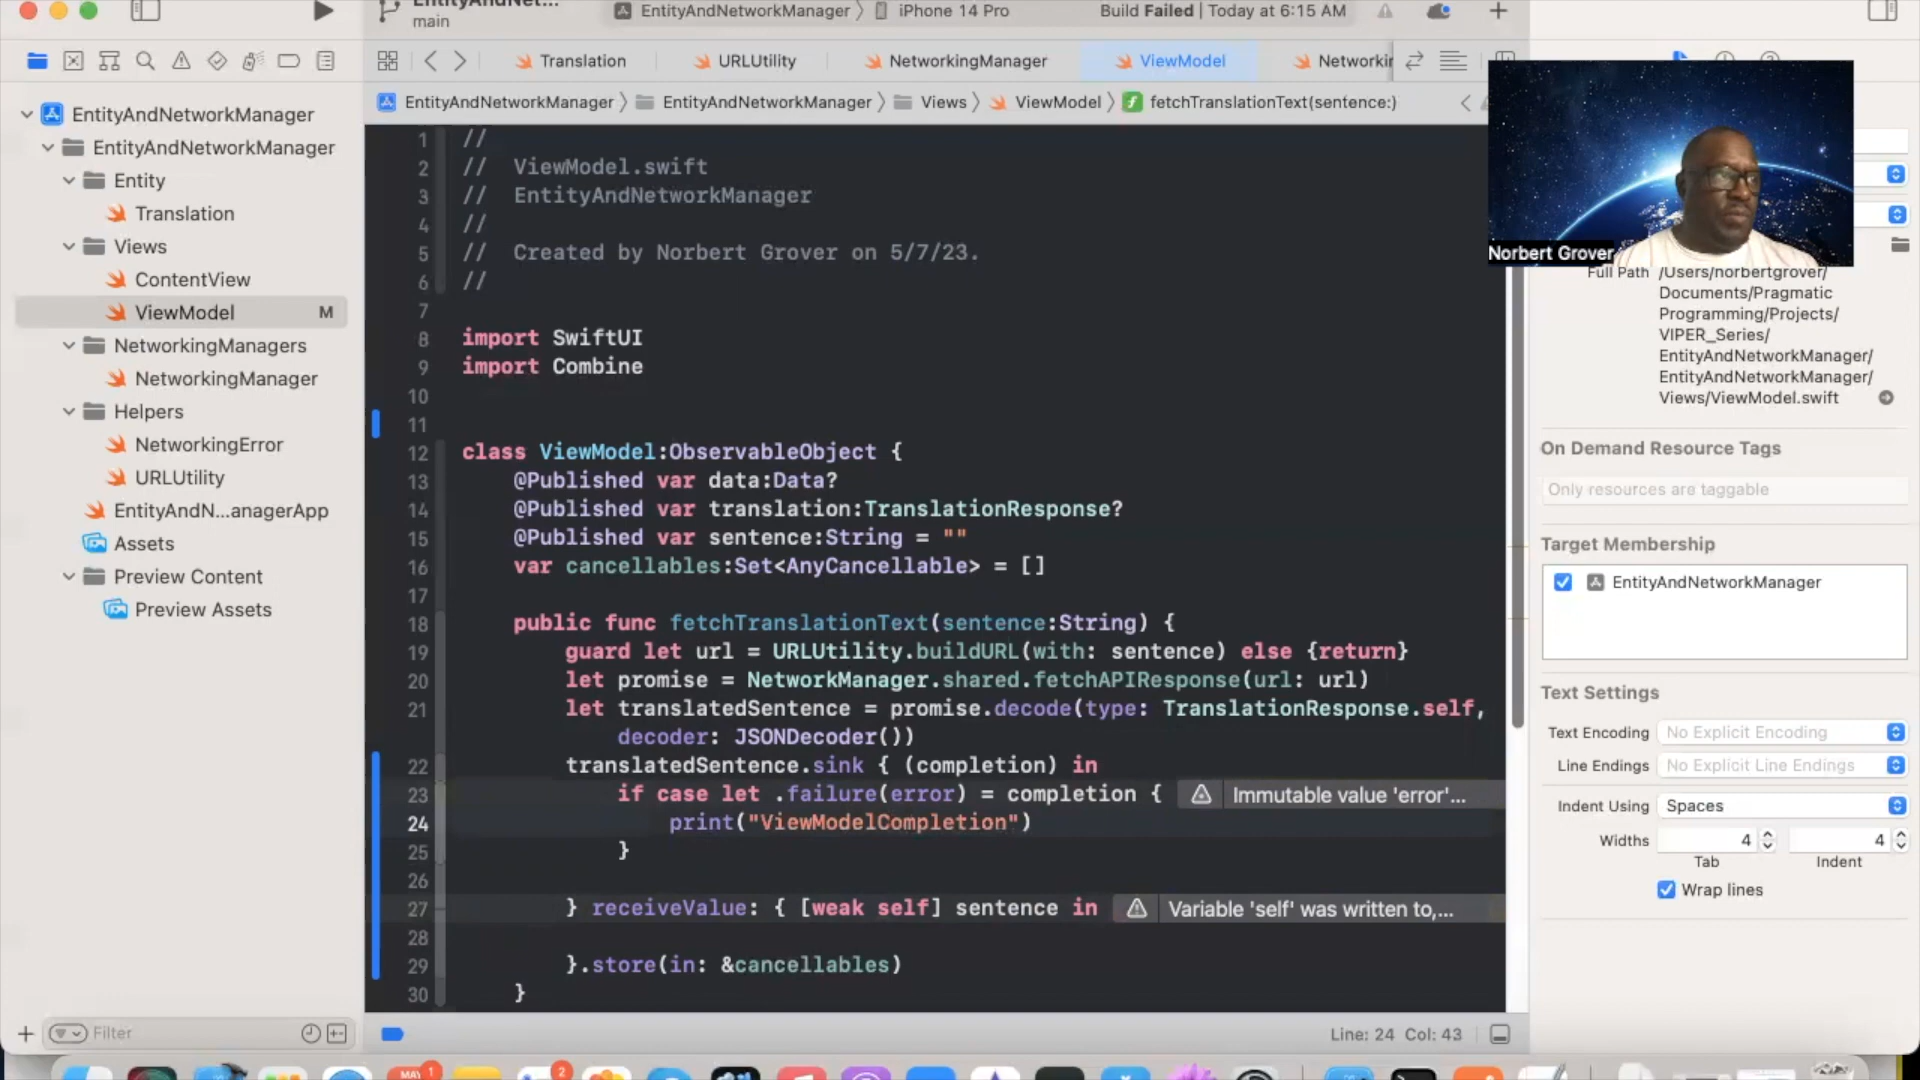 main
EntityAndNetworkManager
iPhone 14 Pro
Build Failed | Today at 6:15 AM
Translation
URLUtility
NetworkingManager
ViewModel
EntityAndNetworkManager
EntityAndNetworkManager
Views
ViewModel
fetchTranslationText(sentence:)
EntityAndNetworkManager
EntityAndNetworkManager
Entity
Translation
Views
ContentView
ViewModel M
NetworkingManagers
NetworkingManager
Helpers
NetworkingError
URLUtility
EntityAndN...anagerApp
Assets
Preview Content
Preview Assets
Filter
1 //
2 // ViewModel.swift
3 // EntityAndNetworkManager
4 //
5 // Created by Norbert Grover on 5/7/23.
6 //
7
8 import SwiftUI
9 import Combine
10
11
12 class ViewModel:ObservableObject {
13 @Published var data:Data?
14 @Published var translation:TranslationResponse?
15 @Published var sentence:String = ""
16 var cancellables:Set<AnyCancellable> = []
17
18 public func fetchTranslationText(sentence:String) {
19 guard let url = URLUtility.buildURL(with: sentence) else {return}
20 let promise = NetworkManager.shared.fetchAPIResponse(url: url)
21 let translatedSentence = promise.decode(type: TranslationResponse.self,
decoder: JSONDecoder())
22 translatedSentence.sink { (completion) in
23 if case let .failure(error) = completion { Immutable value 'error'...
24 print("ViewModelCompletion")
25 }
26
27 } receiveValue: { [weak self] sentence in Variable 'self' was written to,...
28
29 }.store(in: &cancellables)
30 }
Line: 24 Col: 43
Norbert Grover
Full Path /Users/norbertgrover/
Documents/Pragmatic
Programming/Projects/
VIPER_Series/
EntityAndNetworkManager/
EntityAndNetworkManager/
Views/ViewModel.swift
On Demand Resource Tags
Only resources are taggable
Target Membership
EntityAndNetworkManager
Text Settings
Text Encoding No Explicit Encoding
Line Endings No Explicit Line Endings
Indent Using Spaces
Widths 4 4
Tab Indent
Wrap lines
MAY 1
2